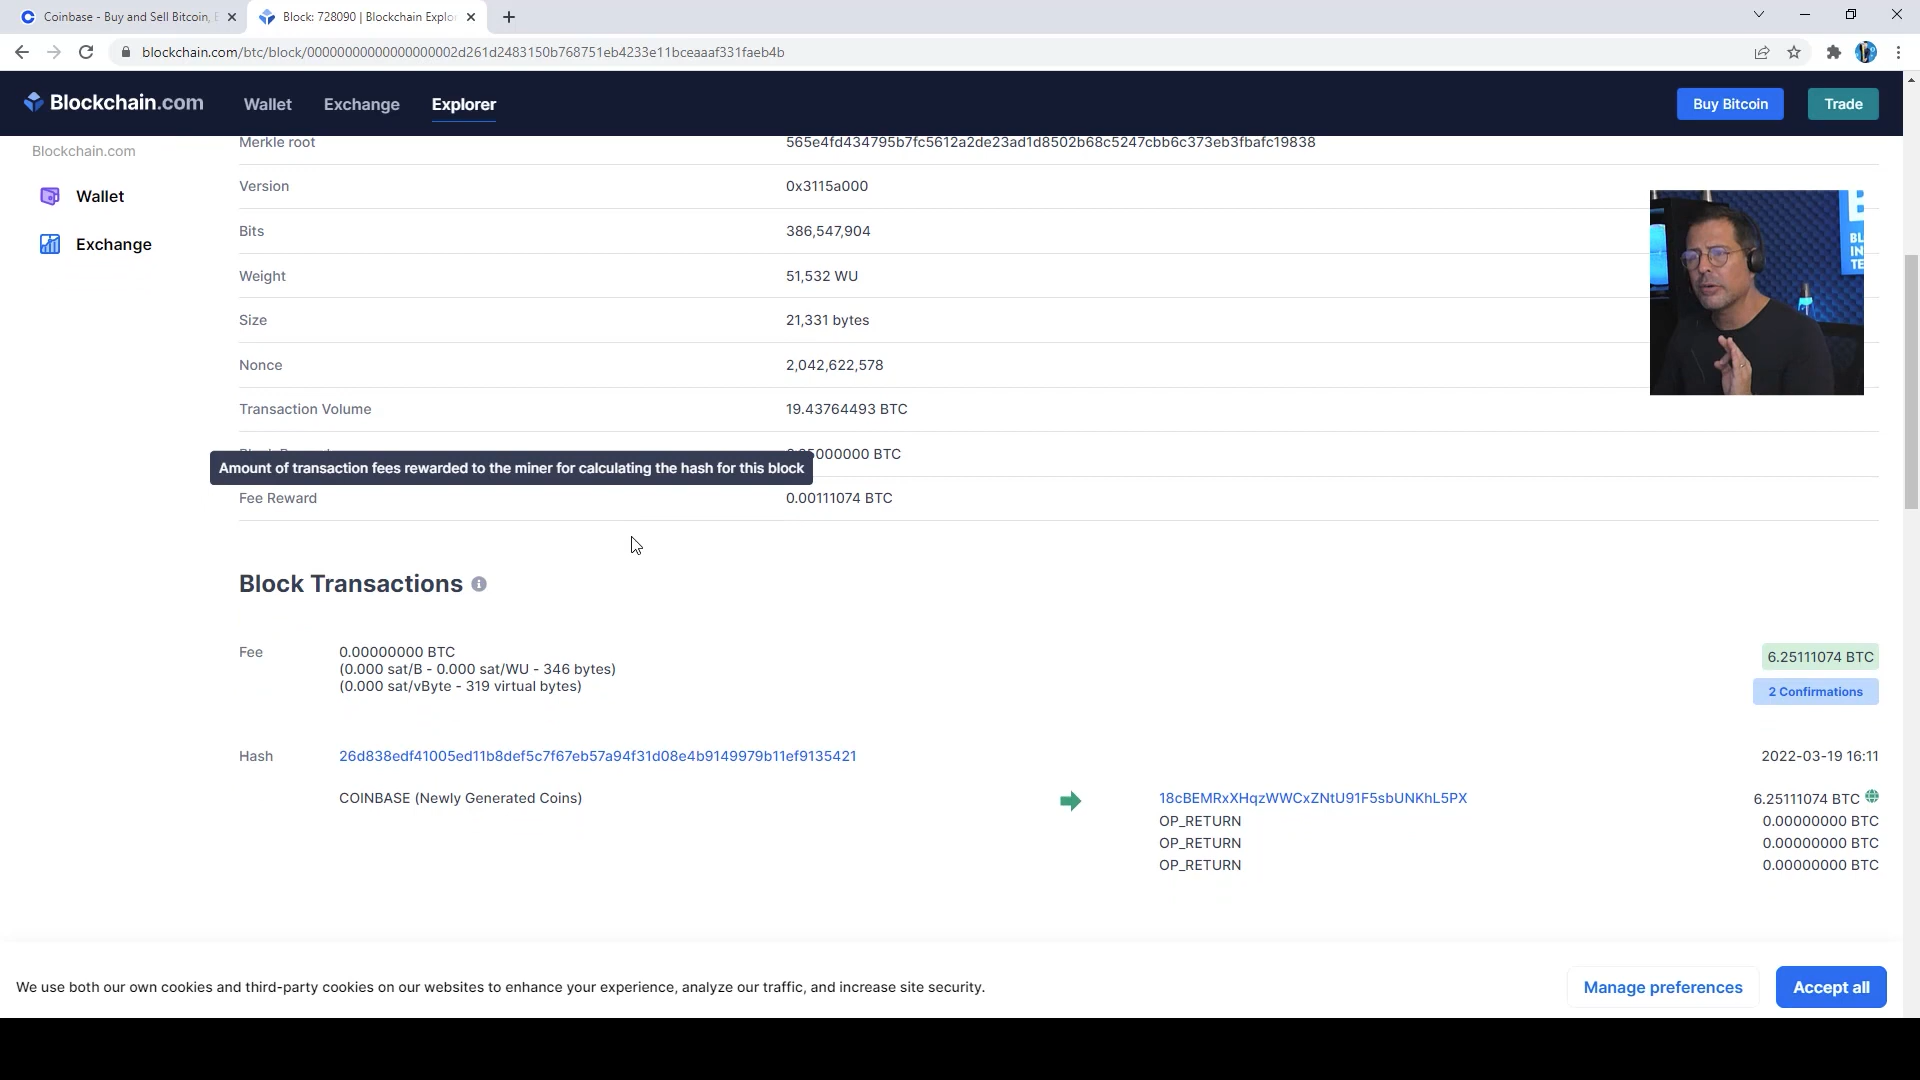 Coinbase - Buy and Sell Bitcoin,
Block: 728090 | Blockchain Explo
blockchain.com/btc/block/00000000000000000002d261d2483150b768751eb4233e11bceaaaf331faeb4b
Blockchain.com
Wallet
Exchange
Explorer
Buy Bitcoin
Trade
Blockchain.com
Wallet
Exchange
Merkle root 565e4fd434795b7fc5612a2de23ad1d8502b68c5247cbb6c373eb3fbafc19838
Version 0x3115a000
Bits 386,547,904
Weight 51,532 WU
Size 21,331 bytes
Nonce 2,042,622,578
Transaction Volume 19.43764493 BTC
BTC
Amount of transaction fees rewarded to the miner for calculating the hash for this block
Fee Reward 0.00111074 BTC
Block Transactions
Fee 0.00000000 BTC 6.25111074 BTC
(0.000 sat/B - 0.000 sat/WU - 346 bytes)
(0.000 sat/vByte - 319 virtual bytes) 2 Confirmations
Hash 26d838edf41005ed11b8def5c7f67eb57a94f31d08e4b9149979b11ef9135421 2022-03-19 16:11
COINBASE (Newly Generated Coins) 18cBEMRxXHqzWWCxZNtU91F5sbUNKhL5PX 6.25111074 BTC
OP_RETURN 0.00000000 BTC
OP_RETURN 0.00000000 BTC
OP_RETURN 0.00000000 BTC
We use both our own cookies and third-party cookies on our websites to enhance your experience, analyze our traffic, and increase site security.
Manage preferences
Accept all